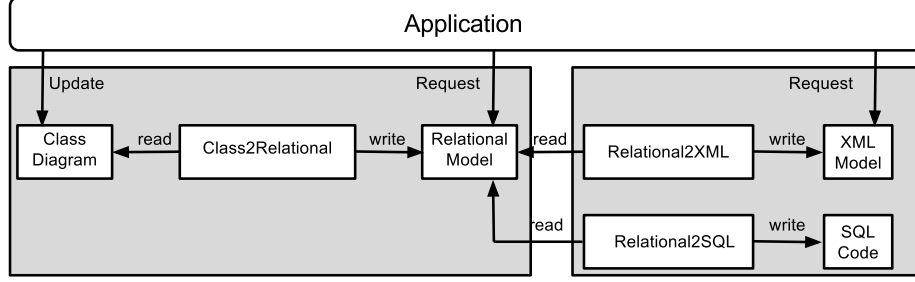 Application
Update
Request
Request
Class
Diagram
read
Class2Relational
write
Relational
Model
read
Relational2XML
write
XML
Model
read
Relational2SQL
write
SQL
Code